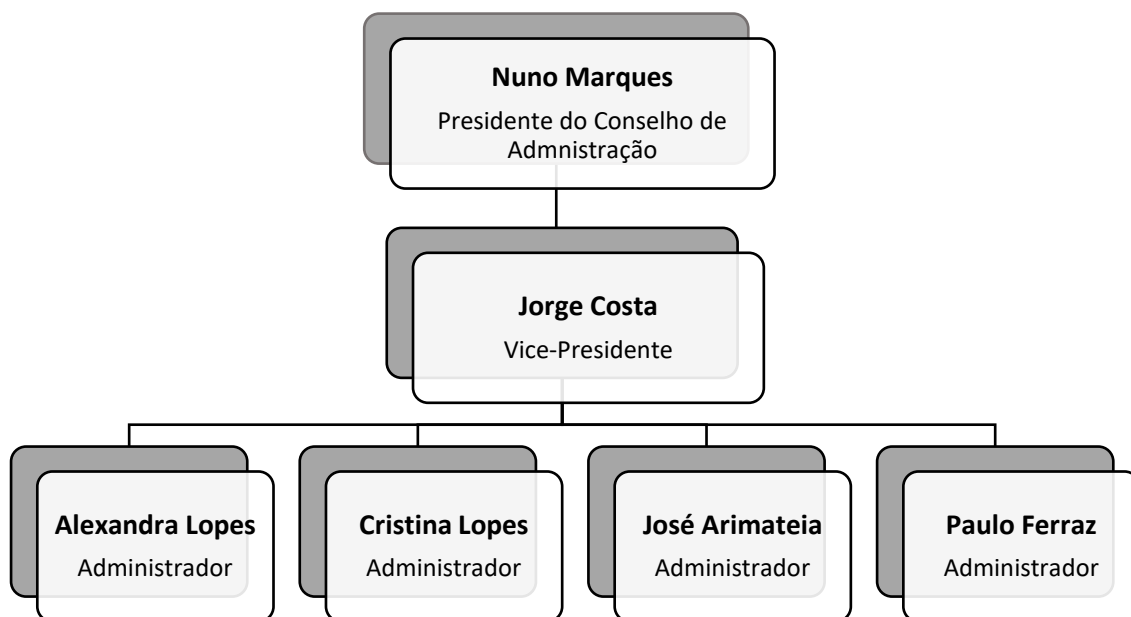 Nuno Marques
Presidente do Conselho de
Admnistração
Jorge Costa
Vice-Presidente
Alexandra Lopes
Administrador
Cristina Lopes
Administrador
José Arimateia
Administrador
Paulo Ferraz
Administrador